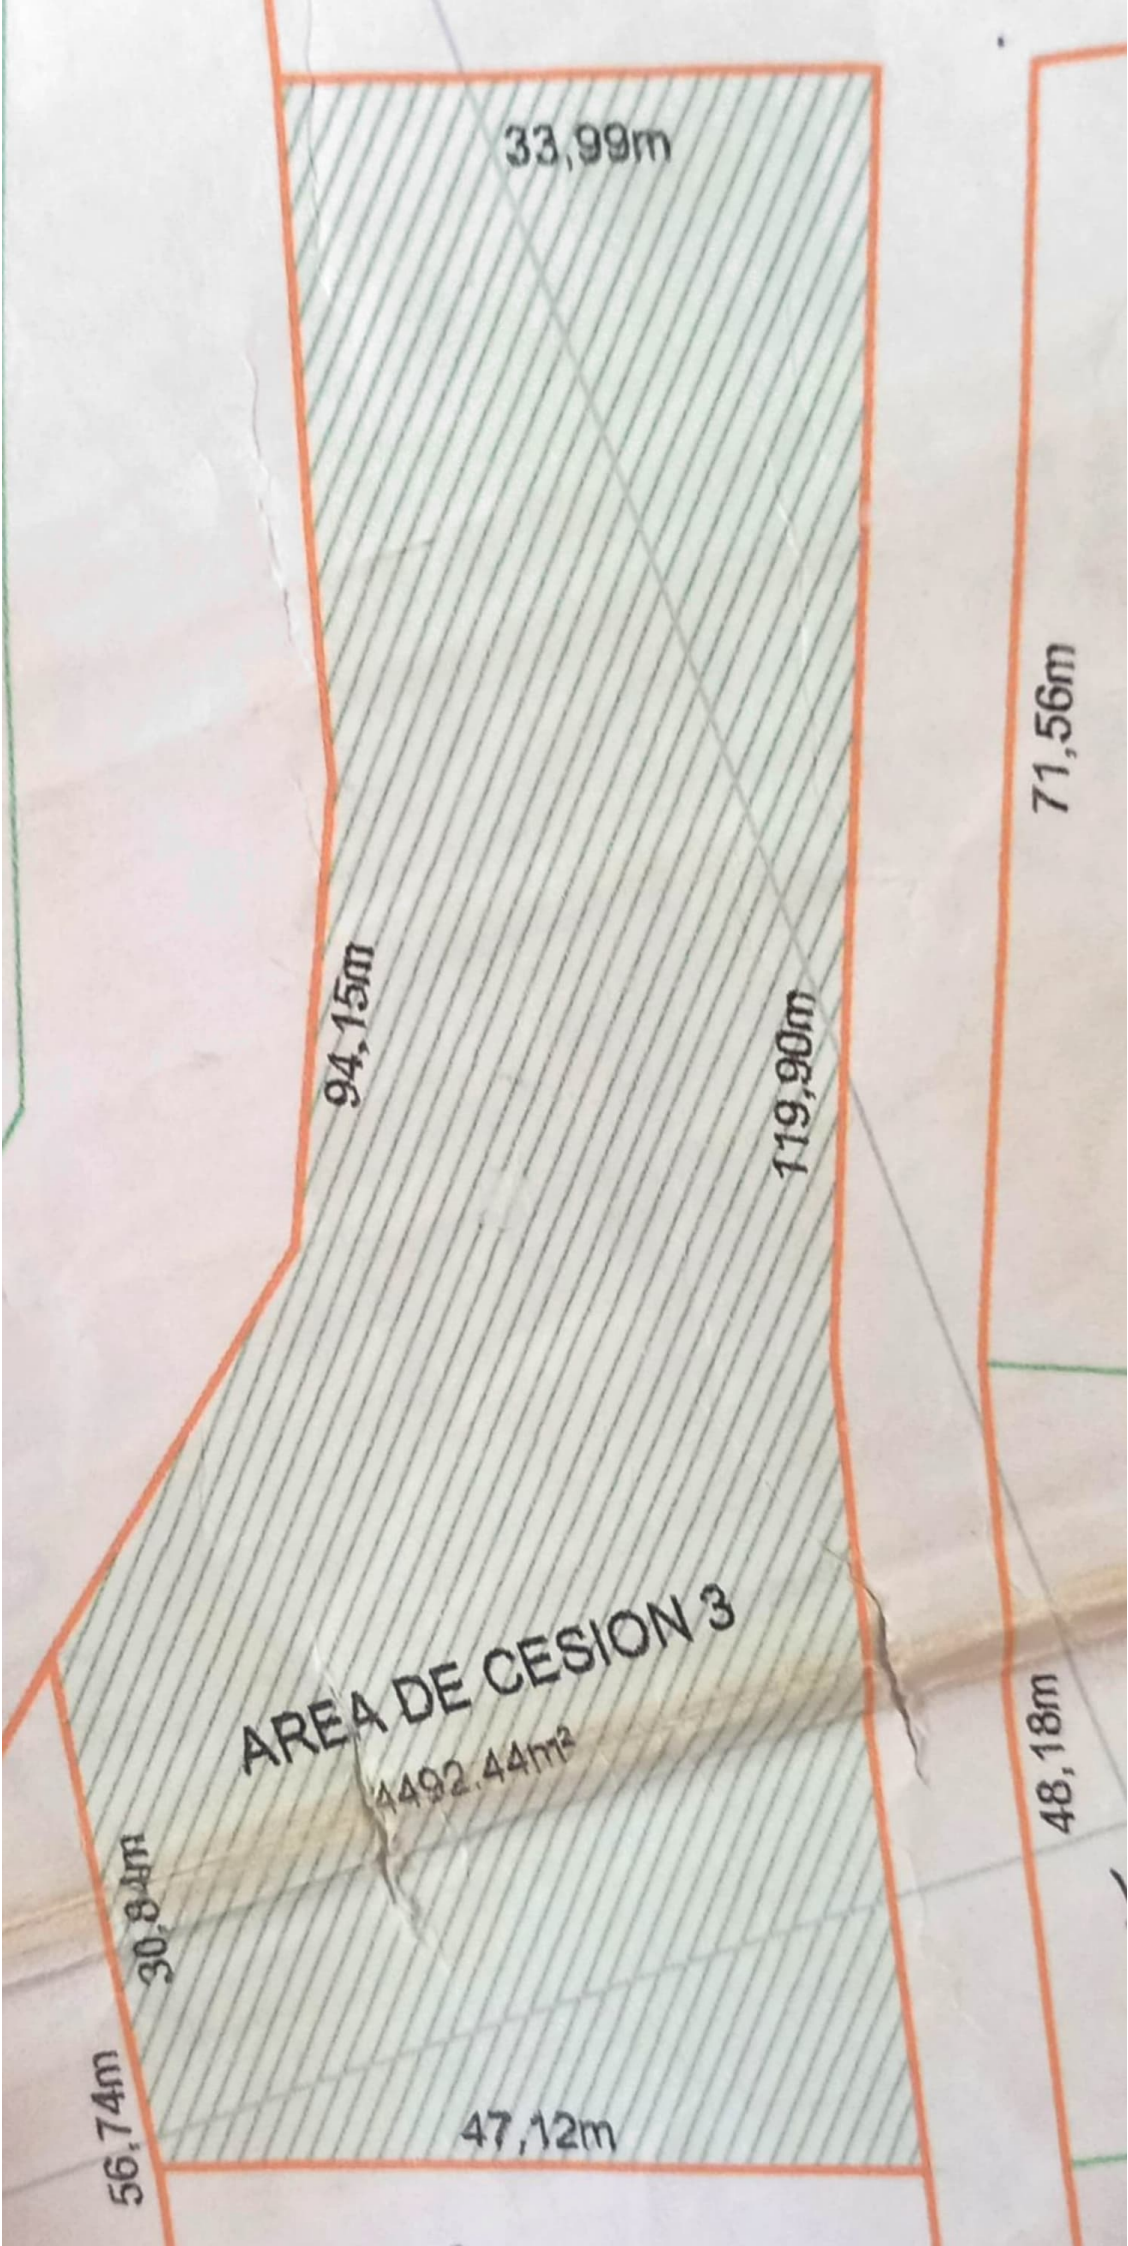 33,99m
71,56m
94,15m
119,90m
AREA DE CESION 3
4492.44m²
48,18m
30,84m
56,74m
47,12m